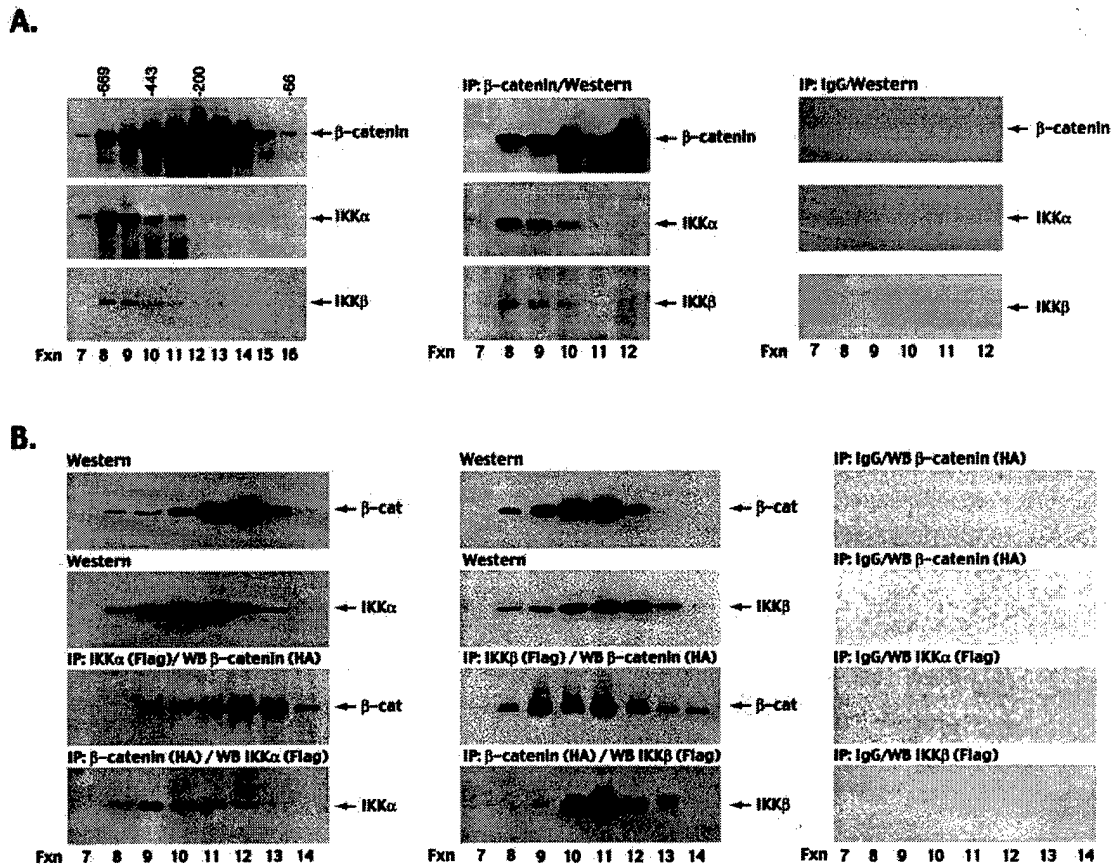 A.
-669 -443 -200 -66
β-catenin
IKKα
IKKβ
Fxn 7 8 9 10 11 12 13 14 15 16
IP: β-catenin/Western
β-catenin
IKKα
IKKβ
Fxn 7 8 9 10 11 12
IP: IgG/Western
β-catenin
IKKα
IKKβ
Fxn 7 8 9 10 11 12
B.
Western
β-cat
Western
IKKα
IP: IKKα (Flag)/ WB β-catenin (HA)
β-cat
IP: β-catenin (HA) / WB IKKα (Flag)
IKKα
Fxn 7 8 9 10 11 12 13 14
Western
β-cat
Western
IKKβ
IP: IKKβ (Flag) / WB β-catenin (HA)
β-cat
IP: β-catenin (HA) / WB IKKβ (Flag)
IKKβ
Fxn 7 8 9 10 11 12 13 14
IP: IgG/WB β-catenin (HA)
IP: IgG/WB β-catenin (HA)
IP: IgG/WB IKKα (Flag)
IP: IgG/WB IKKβ (Flag)
Fxn 7 8 9 10 11 12 13 14